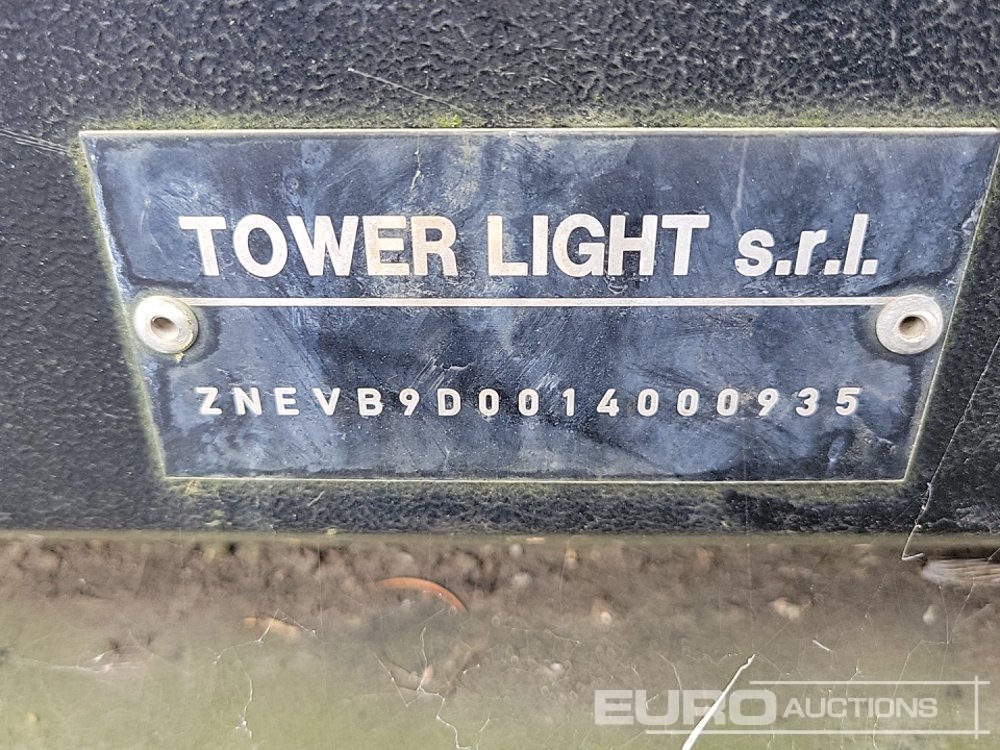 TOWER LIGHT s.r.l.
ZNEVB9D0014000935
EURO AUCTIONS